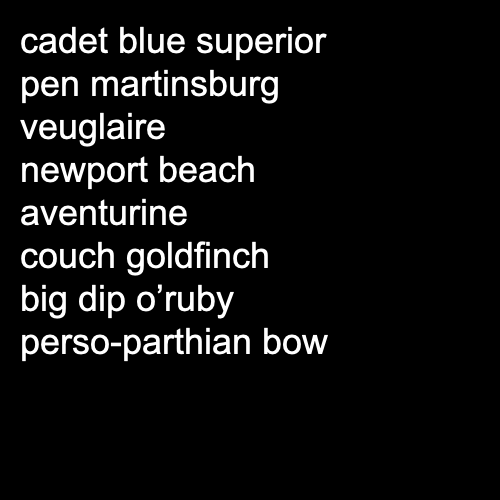 cadet blue superior
pen martinsburg
veuglaire
newport beach
aventurine
couch goldfinch
big dip o’ruby
perso-parthian bow